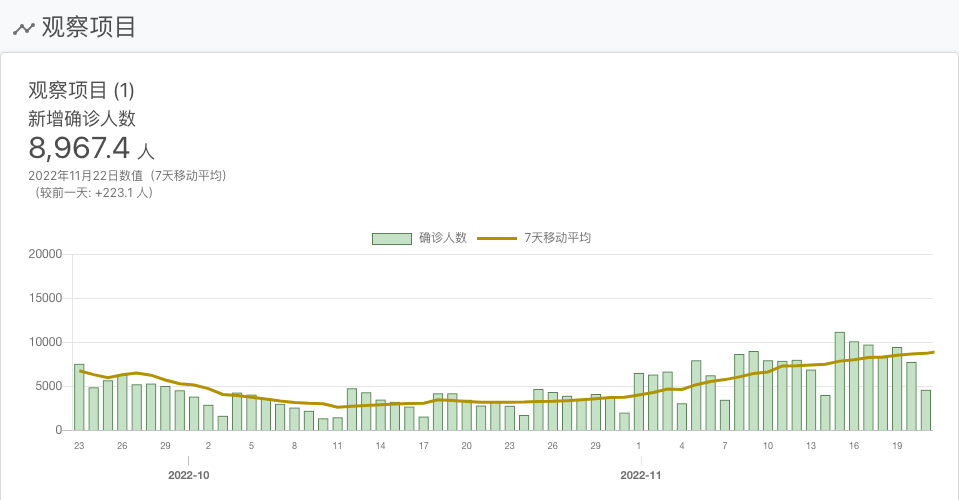 观察项目
观察项目 (1)
新增确诊人数
8,967.4 人
2022年11月22日数值（7天移动平均）
（较前一天: +223.1 人）
确诊人数 7天移动平均
20000
15000
10000
5000
0
23 26 29 2 5 8 11 14 17 20 23 26 29 1 4 7 10 13 16 19
2022-10 2022-11